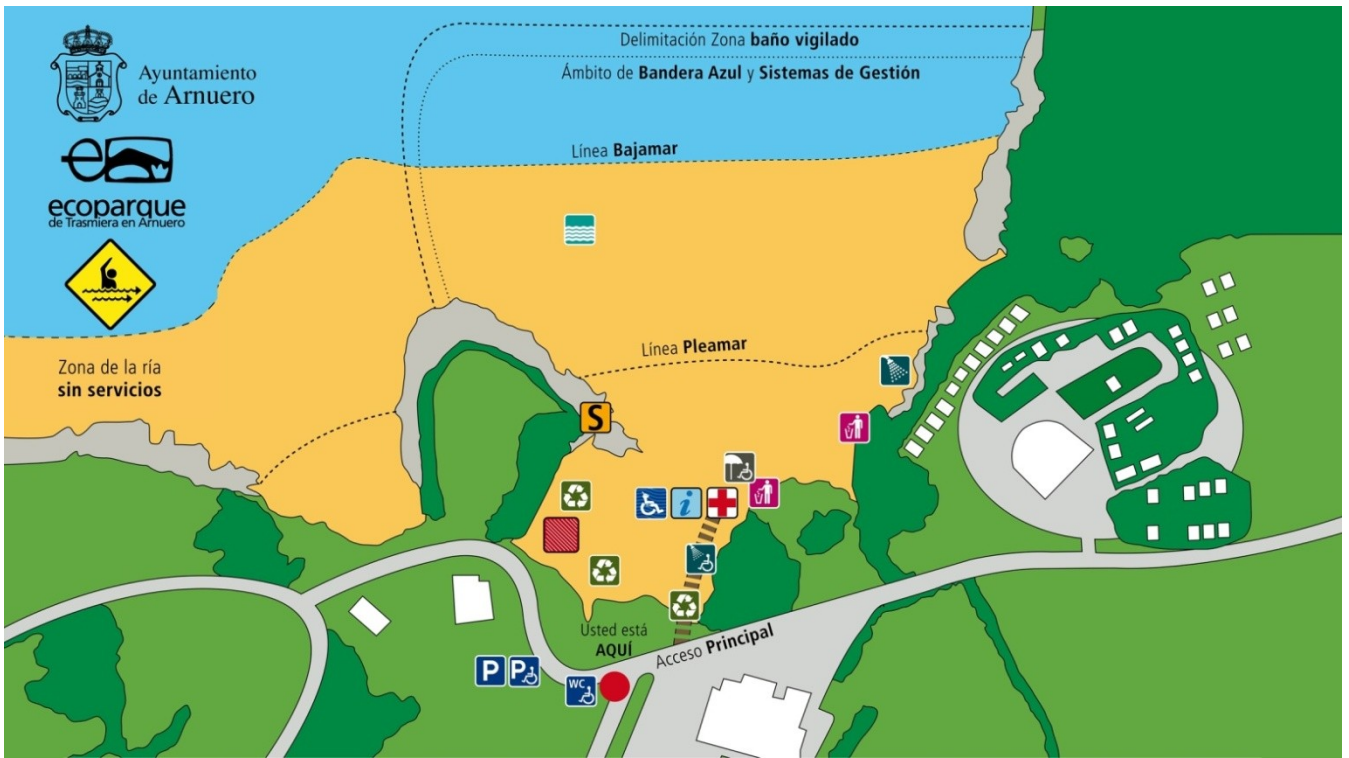 Ayuntamiento
de Arnuero
ecoparque
de Trasmiera en Arnuero
Delimitación Zona baño vigilado
Ámbito de Bandera Azul y Sistemas de Gestión
Línea Bajamar
Línea Pleamar
Zona de la ría
sin servicios
S
i
Usted está
AQUÍ
Acceso Principal
P
P
WC